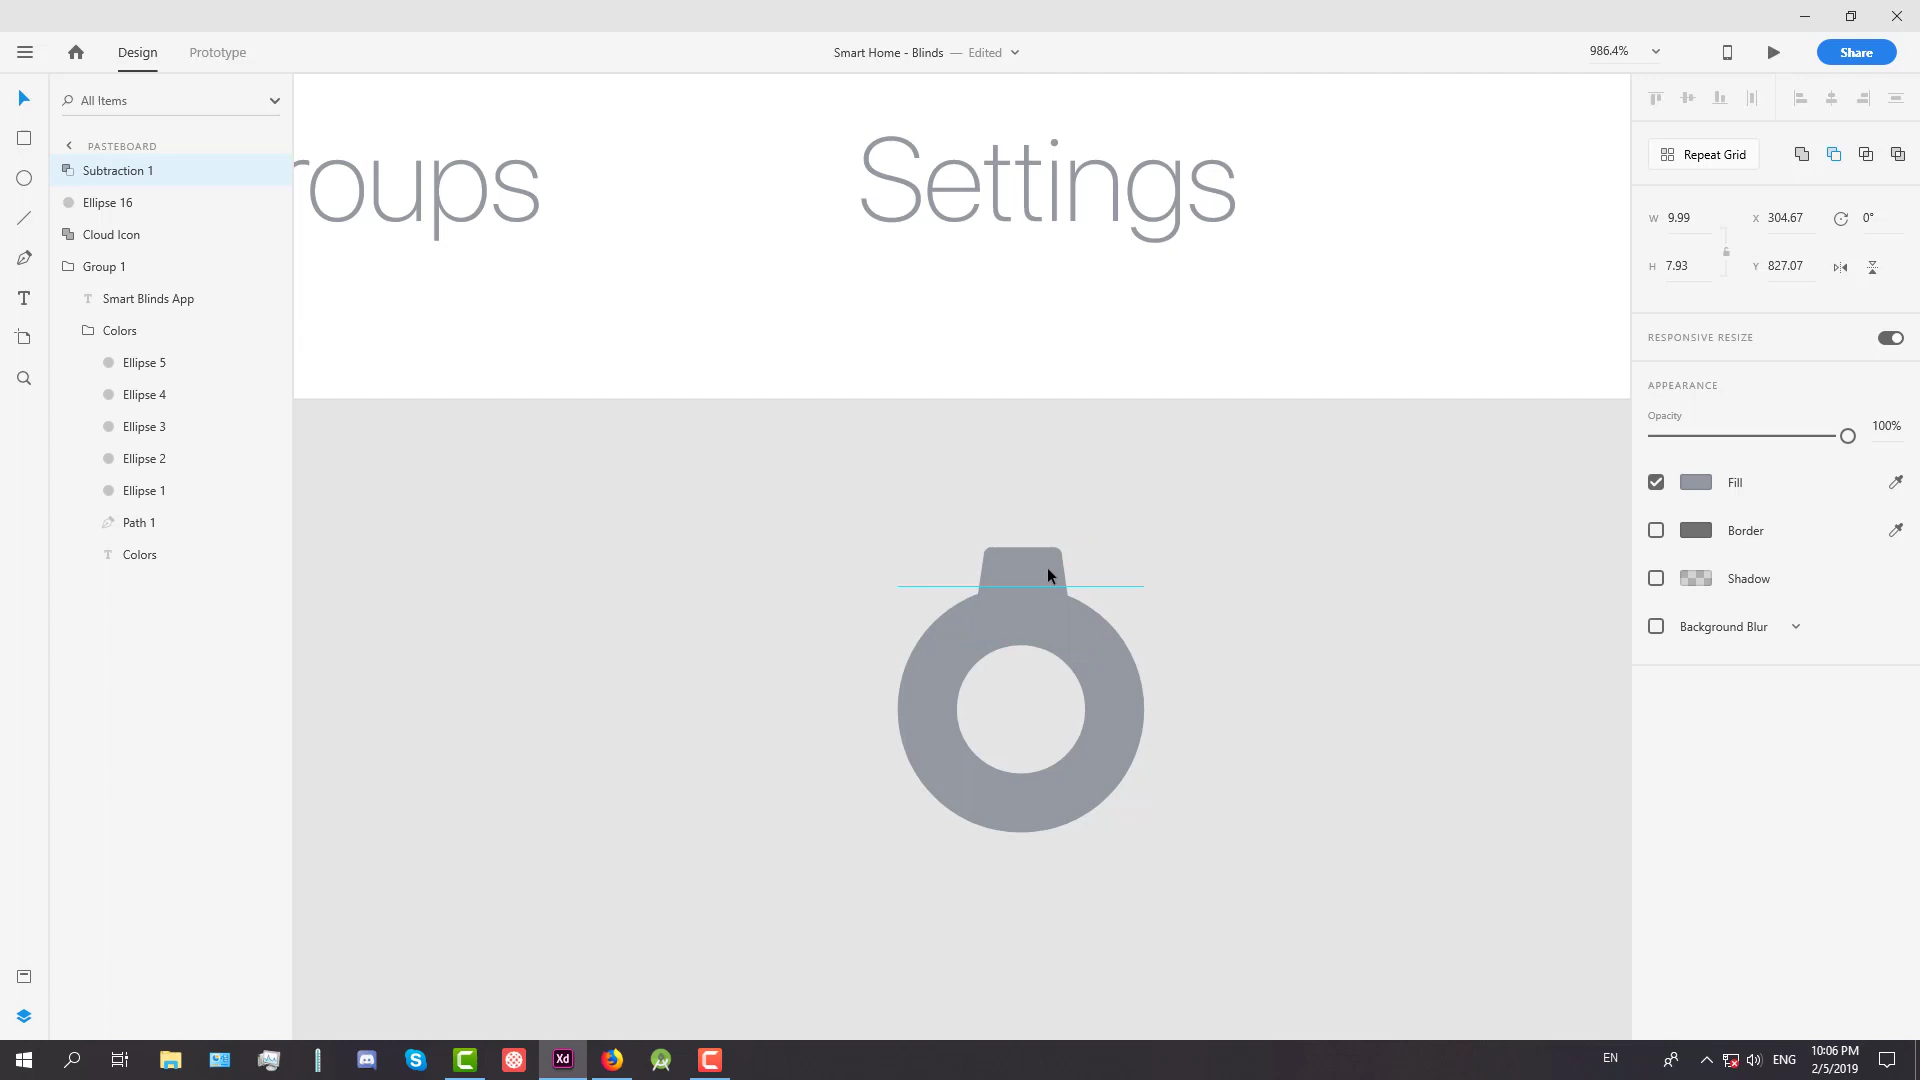 Design
Prototype
Smart Home - Blinds — Edited
986.4%
Share
All Items
PASTEBOARD
Subtraction 1
Ellipse 16
Cloud Icon
Group 1
T Smart Blinds App
Colors
Ellipse 5
Ellipse 4
Ellipse 3
Ellipse 2
Ellipse 1
Path 1
T Colors
roups
Settings
Repeat Grid
W 9.99
X 304.67
0°
H 7.93
Y 827.07
RESPONSIVE RESIZE
APPEARANCE
Opacity
100%
Fill
Border
Shadow
Background Blur
Xd
EN
ENG
10:06 PM
2/5/2019